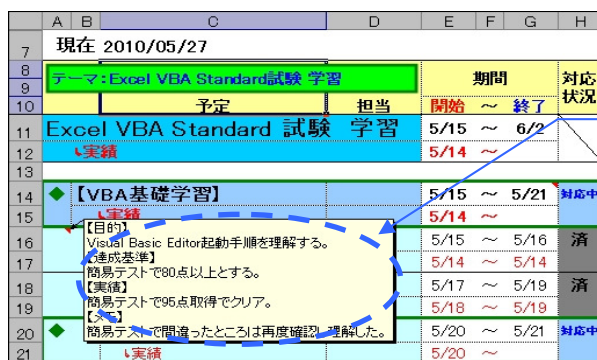 A B C D E F G H
7 現在 2010/05/27
8 テーマ:Excel VBA Standard試験 学習 期間 対応
9 状況
10 予定 担当 開始 ～ 終了
11 Excel VBA Standard 試験 学習 5/15 ～ 6/2
12 ↳実績 5/14 ～
13
14 ◆ 【VBA基礎学習】 5/15 ～ 5/21 対応中
15 ↳実績 5/14 ～
【目的】
16 Visual Basic Editor起動手順を理解する。 5/15 ～ 5/16 済
【達成基準】
17 簡易テストで80点以上とする。 5/14 ～ 5/14
18 【実績】 5/17 ～ 5/19 済
19 簡易テストで95点取得でクリア。 5/18 ～ 5/19
【メモ】
20 ◆ 簡易テストで間違ったところは再度確認し理解した。 5/20 ～ 5/21 対応中
21 ↳実績 5/20 ～